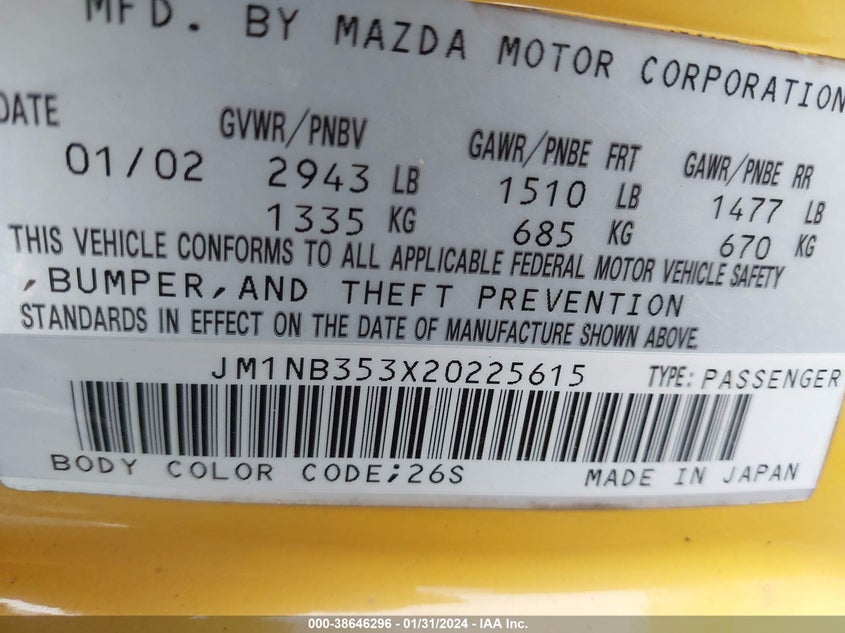 MFD. BY MAZDA MOTOR CORPORATION
DATE GVWR/PNBV GAWR/PNBE FRT GAWR/PNBE RR
01/02 2943 LB 1510 LB 1477 LB
1335 KG 685 KG 670 KG
THIS VEHICLE CONFORMS TO ALL APPLICABLE FEDERAL MOTOR VEHICLE SAFETY
,BUMPER,AND THEFT PREVENTION
STANDARDS IN EFFECT ON THE DATE OF MANUFACTURE SHOWN ABOVE.
JM1NB353X20225615 TYPE: PASSENGER
BODY COLOR CODE;26S MADE IN JAPAN
000-38646296 - 01/31/2024 - IAA Inc.